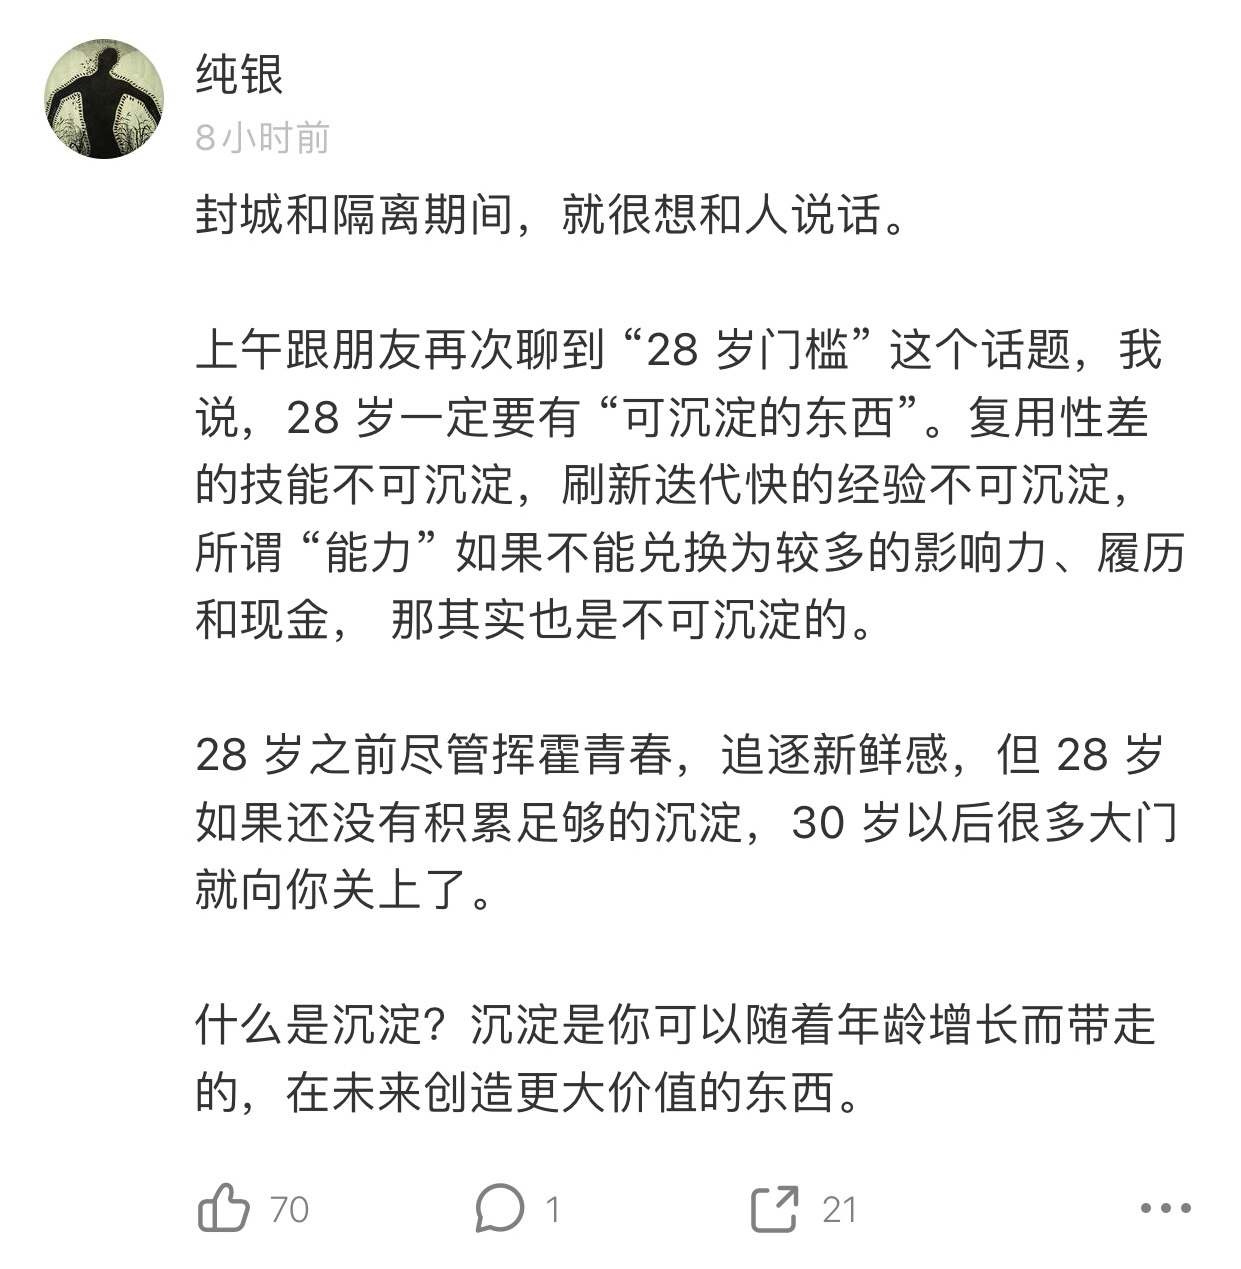 纯银
8小时前
封城和隔离期间，就很想和人说话。
上午跟朋友再次聊到 “28 岁门槛” 这个话题，我
说，28 岁一定要有 “可沉淀的东西”。复用性差
的技能不可沉淀，刷新迭代快的经验不可沉淀，
所谓 “能力” 如果不能兑换为较多的影响力、履历
和现金， 那其实也是不可沉淀的。
28 岁之前尽管挥霍青春，追逐新鲜感，但 28 岁
如果还没有积累足够的沉淀，30 岁以后很多大门
就向你关上了。
什么是沉淀？沉淀是你可以随着年龄增长而带走
的，在未来创造更大价值的东西。
70 1 21